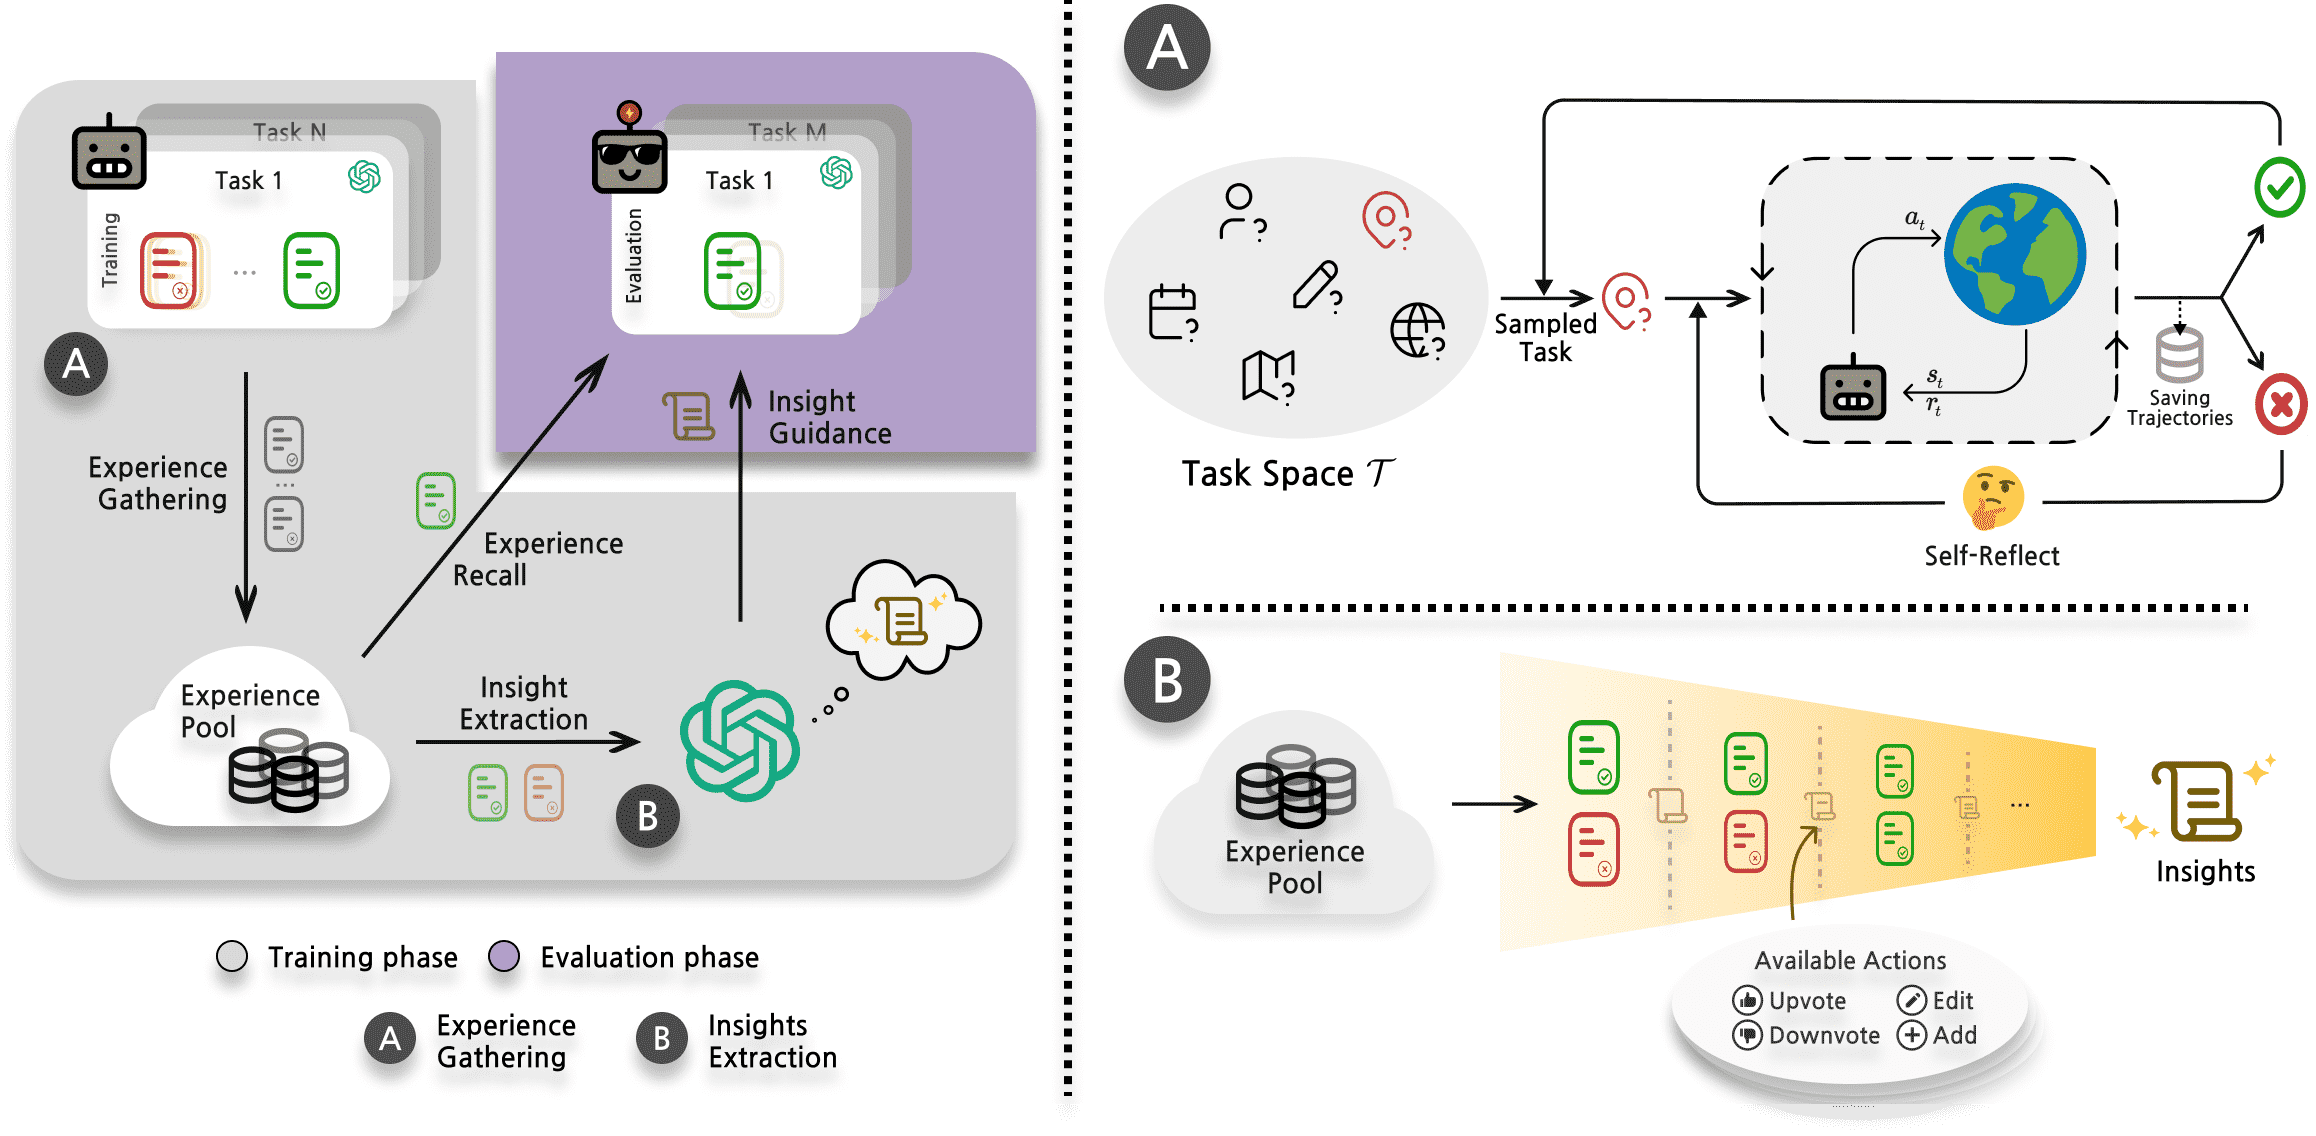 Task N
Task 1
Training
...
A
Experience
Gathering
...
Task M
Task 1
Evaluation
Insight
Guidance
Experience
Recall
Experience
Pool
Insight
Extraction
B
Training phase
Evaluation phase
A
Experience
Gathering
B
Insights
Extraction
A
Task Space 𝒯
Sampled
Task
a_t
s_t
r_t
Saving
Trajectories
Self-Reflect
B
Experience
Pool
...
Insights
Available Actions
Upvote
Edit
Downvote
Add